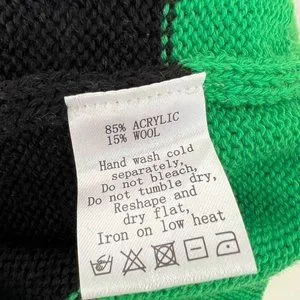 85% ACRYLIC
15% WOOL
Hand wash cold
separately,
Do not bleach,
Do not tumble dry,
Reshape and
dry flat,
Iron on low heat